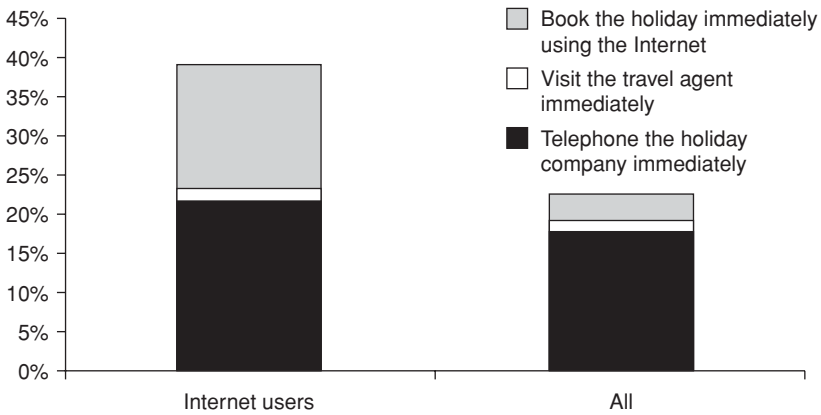 45%
40%
35%
30%
25%
20%
15%
10%
5%
0%
Book the holiday immediately
using the Internet
Visit the travel agent
immediately
Telephone the holiday
company immediately
Internet users
All